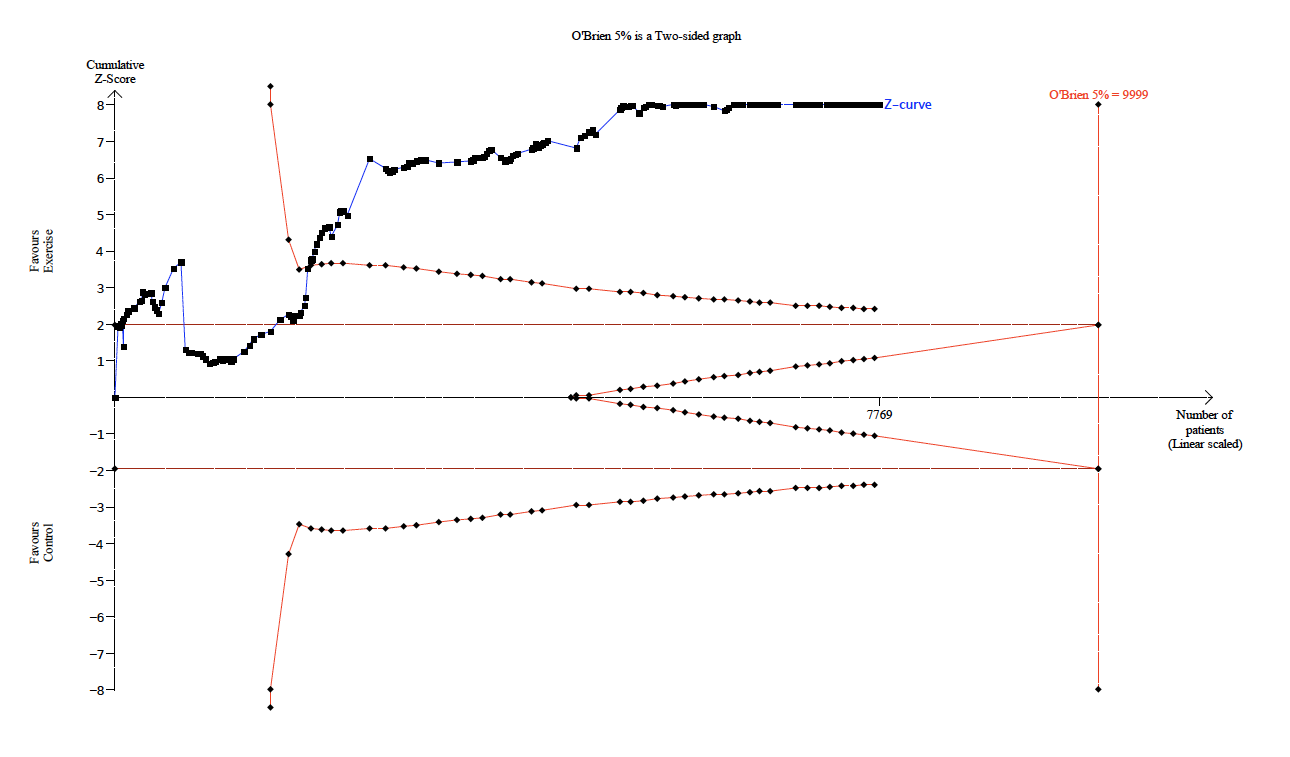 O'Brien 5% is a Two-sided graph
Cumulative
Z-Score
O'Brien 5% = 9999
8
Z-curve
7
6
5
4
3
2
1
Favours
Exercise
7769
Number of
patients
(Linear scaled)
−1
−2
−3
−4
−5
−6
−7
−8
Favours
Control